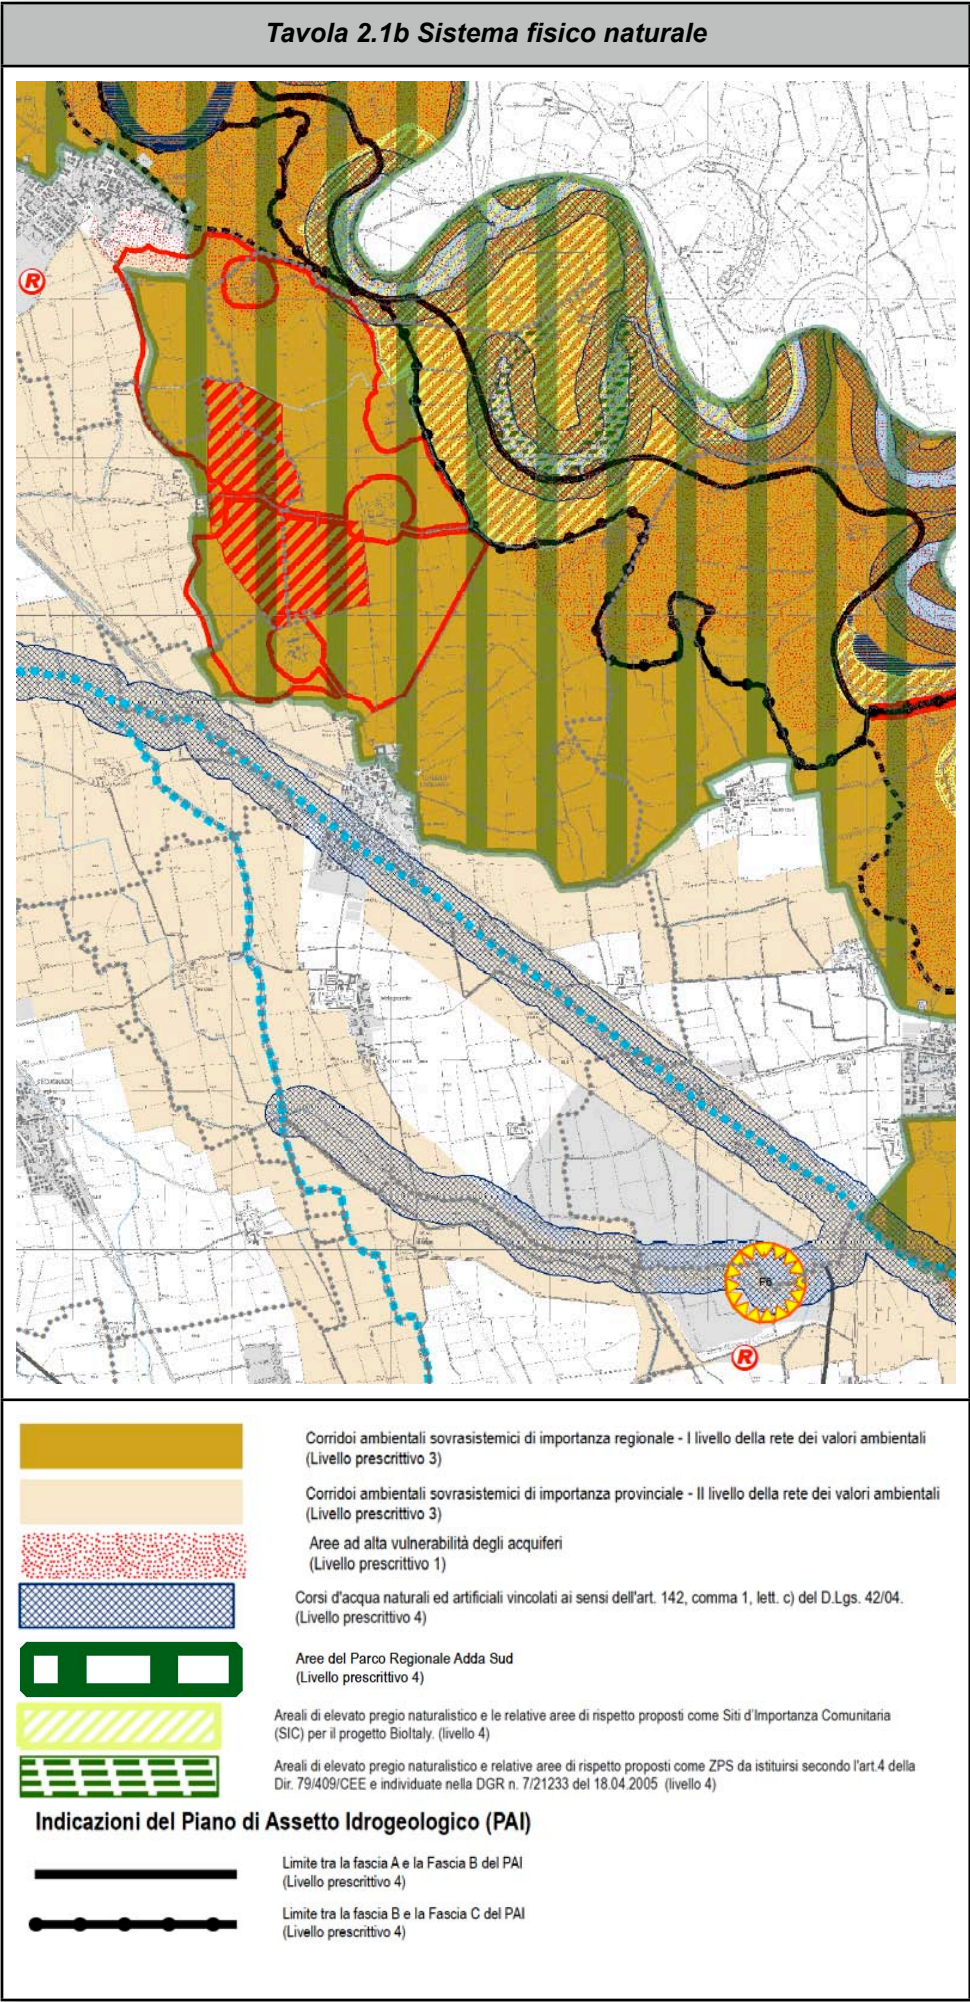 Tavola 2.1b Sistema fisico naturale
R
F6
R
Corridoi ambientali sovrasistemici di importanza regionale - I livello della rete dei valori ambientali
(Livello prescrittivo 3)
Corridoi ambientali sovrasistemici di importanza provinciale - II livello della rete dei valori ambientali
(Livello prescrittivo 3)
Aree ad alta vulnerabilità degli acquiferi
(Livello prescrittivo 1)
Corsi d'acqua naturali ed artificiali vincolati ai sensi dell'art. 142, comma 1, lett. c) del D.Lgs. 42/04.
(Livello prescrittivo 4)
Aree del Parco Regionale Adda Sud
(Livello prescrittivo 4)
Areali di elevato pregio naturalistico e le relative aree di rispetto proposti come Siti d'Importanza Comunitaria
(SIC) per il progetto BioItaly. (livello 4)
Areali di elevato pregio naturalistico e relative aree di rispetto proposti come ZPS da istituirsi secondo l'art.4 della
Dir. 79/409/CEE e individuate nella DGR n. 7/21233 del 18.04.2005 (livello 4)
Indicazioni del Piano di Assetto Idrogeologico (PAI)
Limite tra la fascia A e la Fascia B del PAI
(Livello prescrittivo 4)
Limite tra la fascia B e la Fascia C del PAI
(Livello prescrittivo 4)